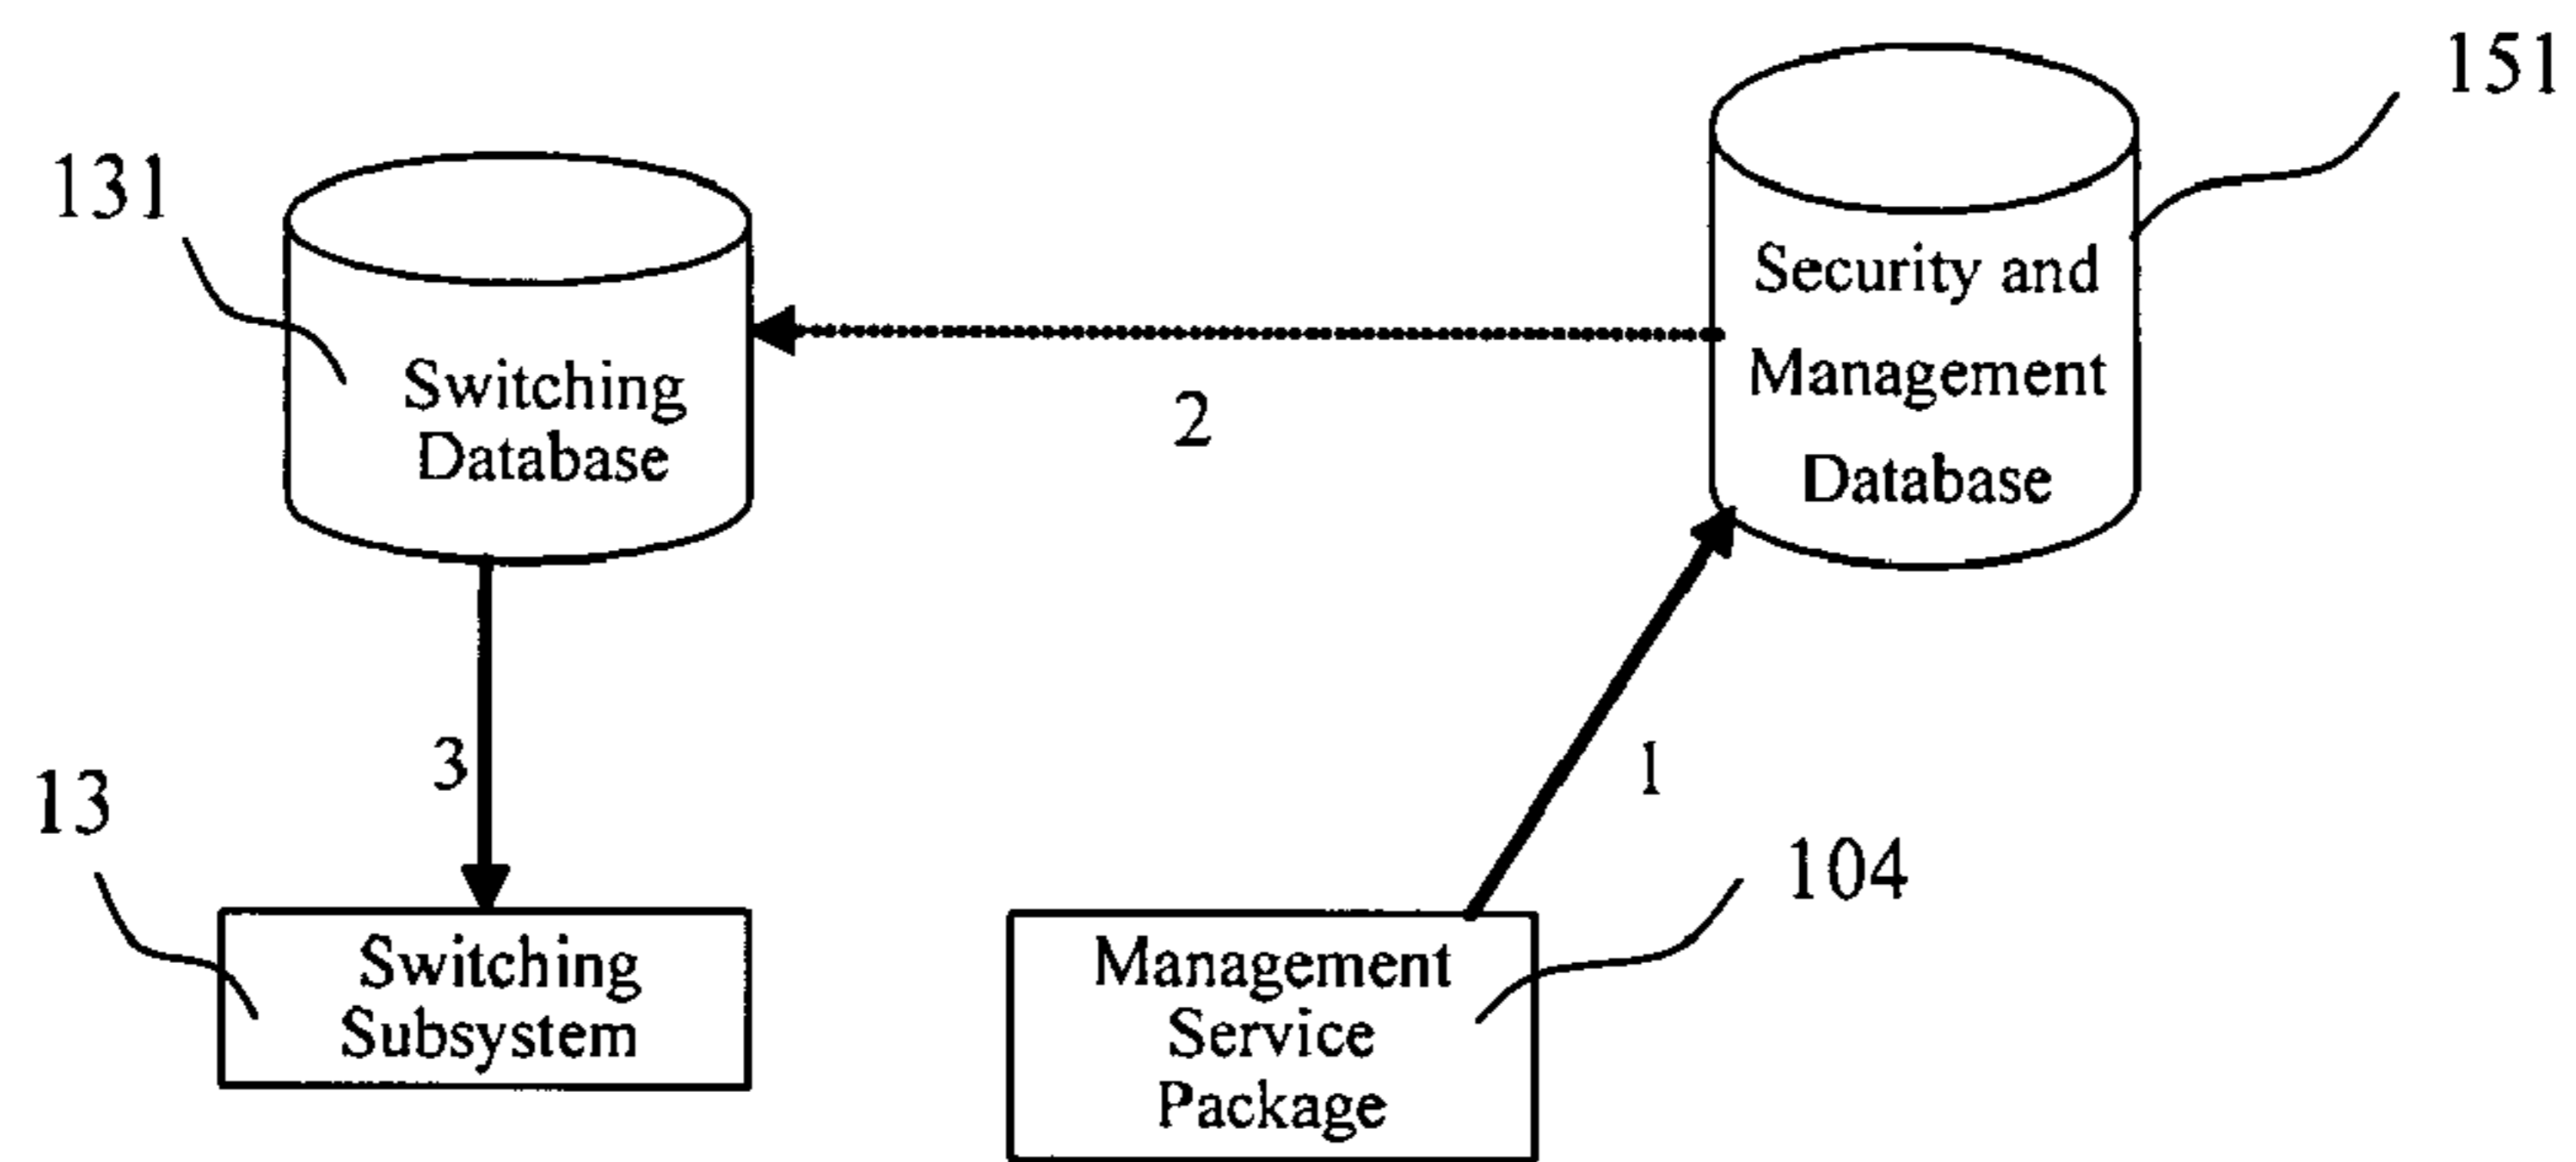 151
131
Security and
Management
Database
Switching
Database
2
3
1
13
104
Switching
Subsystem
Management
Service
Package